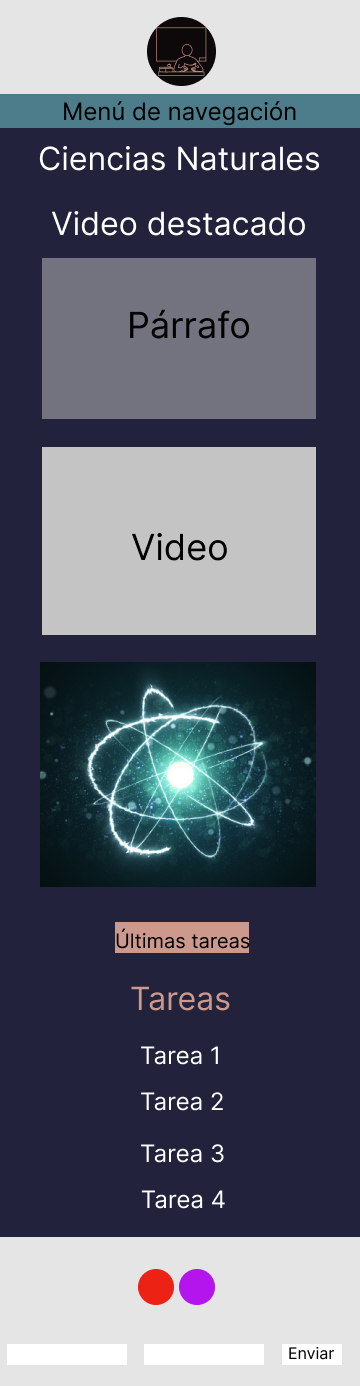 Menú de navegación
Ciencias Naturales
Video destacado
Párrafo
Video
Últimas tareas
Tareas
Tarea 1
Tarea 2
Tarea 3
Tarea 4
Enviar